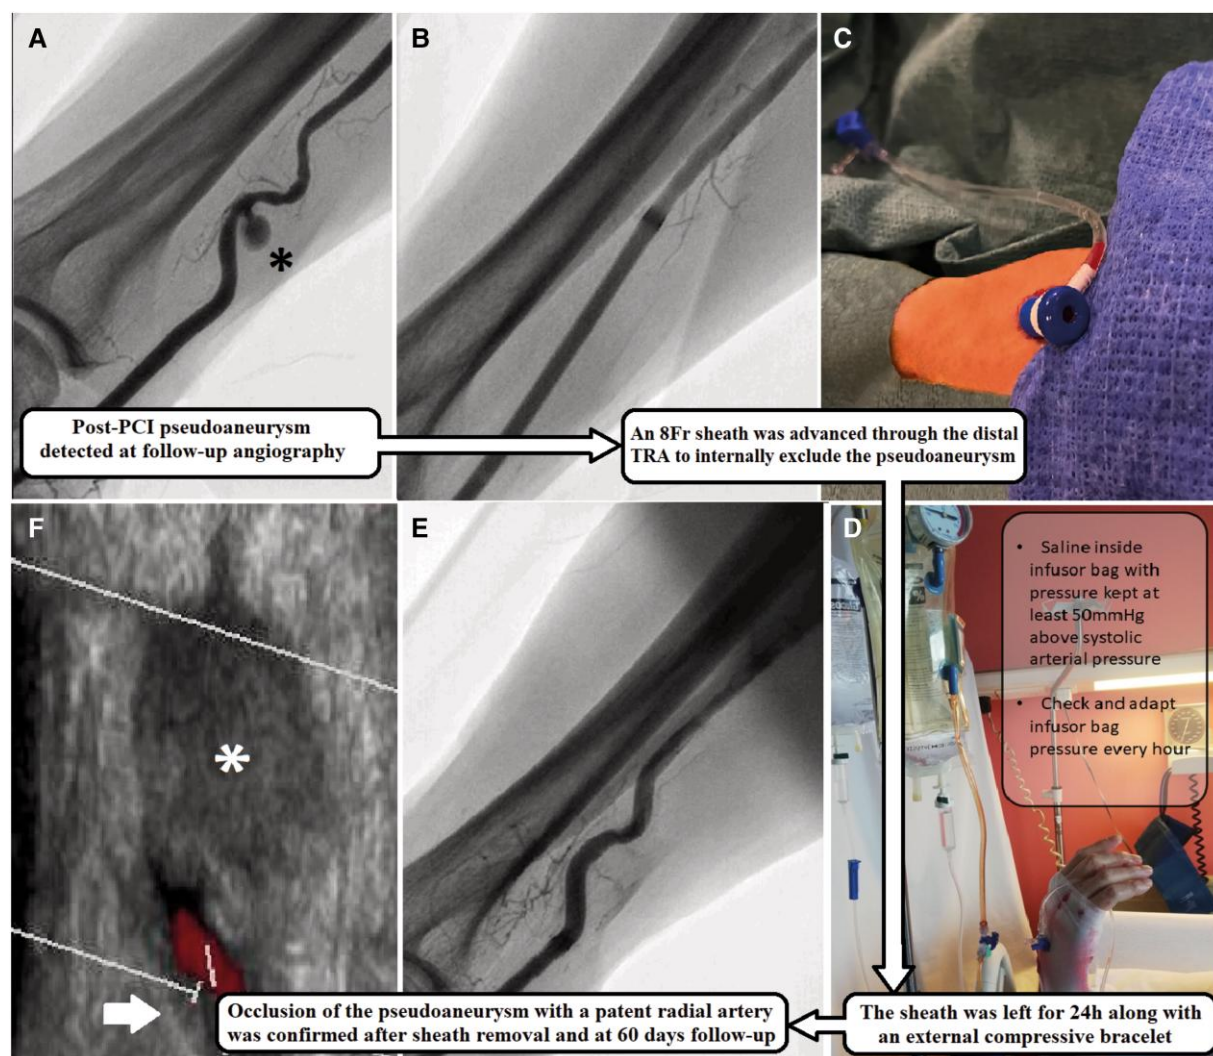 A
B
C
Post-PCI pseudoaneurysm
detected at follow-up angiography
An 8Fr sheath was advanced through the distal
TRA to internally exclude the pseudoaneurysm
D
• Saline inside
infusor bag with
pressure kept at
least 50mmHg
above systolic
arterial pressure
• Check and adapt
infusor bag
pressure every hour
The sheath was left for 24h along with
an external compressive bracelet
E
F
Occlusion of the pseudoaneurysm with a patent radial artery
was confirmed after sheath removal and at 60 days follow-up
*
*